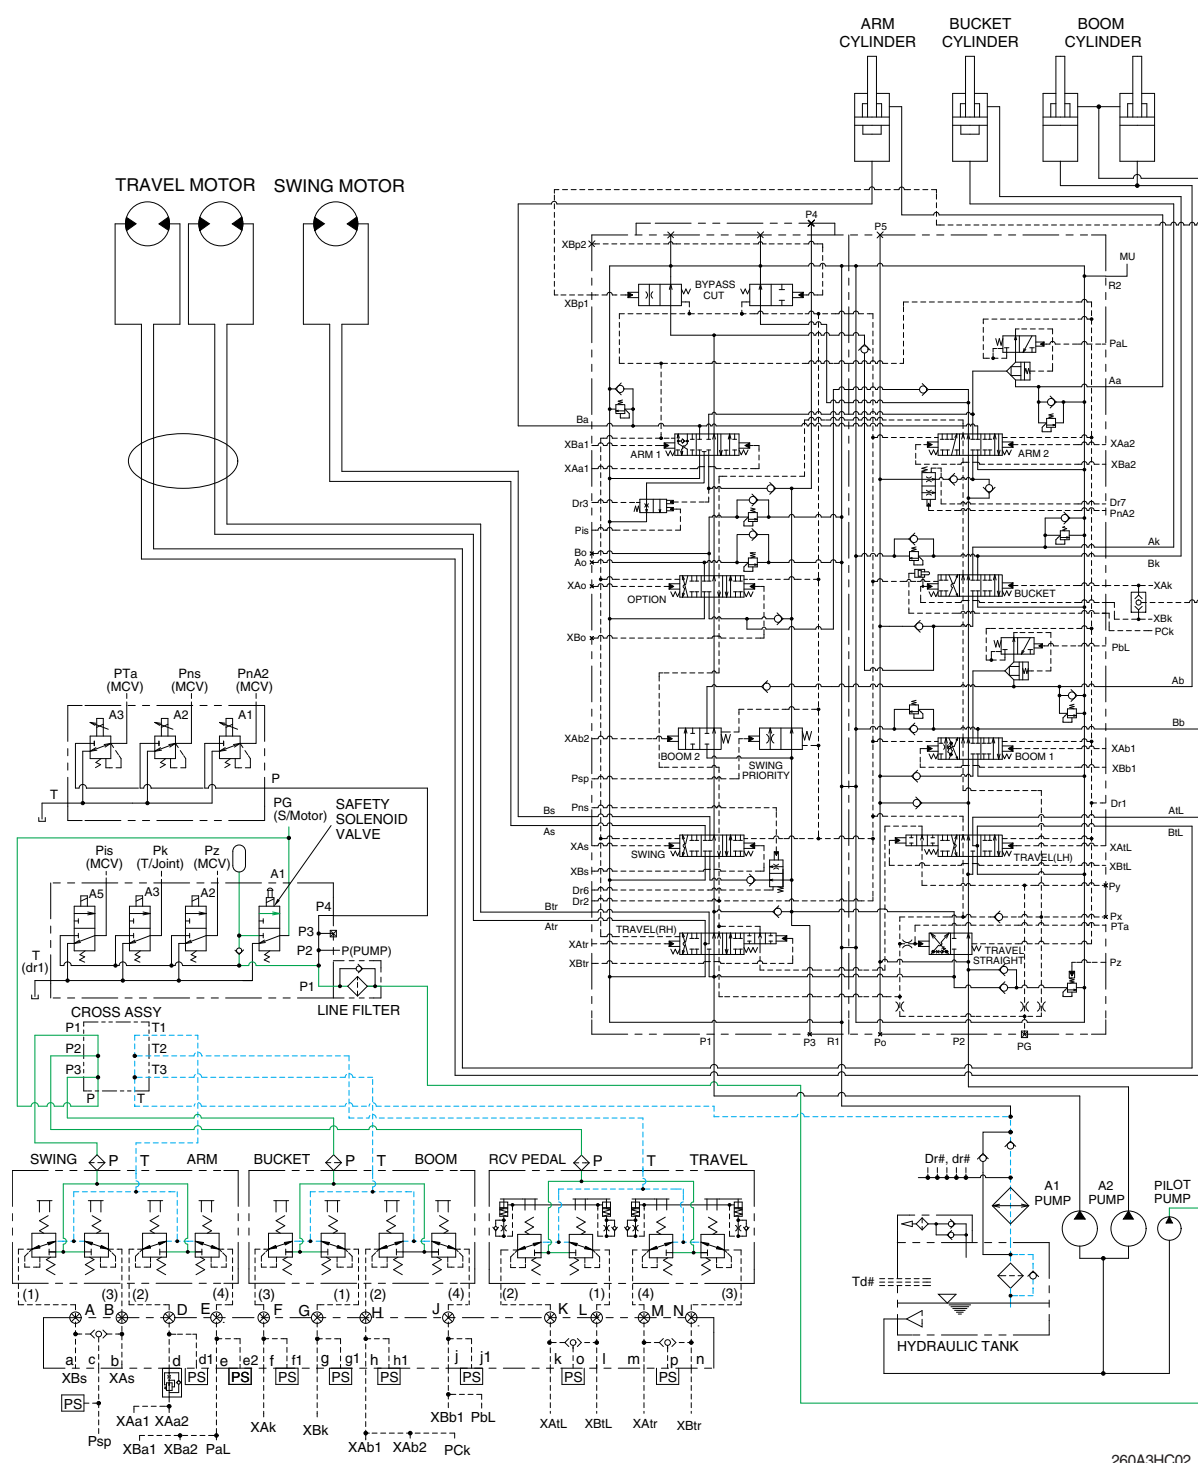 ARM
CYLINDER
BUCKET
CYLINDER
BOOM
CYLINDER
TRAVEL MOTOR
SWING MOTOR
P4
P5
XBp2
MU
R2
BYPASS
CUT
XBp1
PaL
Aa
Ba
XBa1
ARM 1
XAa1
ARM 2
XAa2
XBa2
Dr3
Dr7
PnA2
Pis
Bo
Ao
Ak
Bk
XAo
OPTION
BUCKET
XAk
XBo
XBk
PCk
PbL
Ab
Bb
XAb2
BOOM 2
SWING
PRIORITY
BOOM 1
XAb1
XBb1
Psp
Pns
Dr1
Bs
As
AtL
BtL
XAs
SWING
TRAVEL(LH)
XAtL
XBtL
XBs
Py
Dr6
Dr2
Btr
Atr
Px
PTa
TRAVEL(RH)
XAtr
XBtr
TRAVEL
STRAIGHT
Pz
P1
P3
R1
Po
P2
PG
PTa
(MCV)
Pns
(MCV)
PnA2
(MCV)
A3
A2
A1
P
T
PG
(S/Motor)
SAFETY
SOLENOID
VALVE
Pis
(MCV)
Pk
(T/Joint)
Pz
(MCV)
A1
A5
A3
A2
P4
P3
P2
P(PUMP)
T
(dr1)
P1
LINE FILTER
CROSS ASSY
P1
T1
P2
T2
P3
T3
P
T
SWING
P
T
ARM
BUCKET
P
T
BOOM
RCV PEDAL
P
T
TRAVEL
(1)
(3)
(2)
(4)
(3)
(1)
(2)
(4)
(2)
(1)
(4)
(3)
A
B
D
E
F
G
H
J
K
L
M
N
a
c
b
d
d1
e
e2
f
f1
g
g1
h
h1
j
j1
k
o
l
m
p
n
XBs
XAs
PS
PS
PS
PS
PS
PS
PS
PS
PS
PS
Psp
XAa1
XAa2
XBa1
XBa2
PaL
XAk
XBk
XAb1
XAb2
PCk
XBb1
PbL
XAtL
XBtL
XAtr
XBtr
Dr#, dr#
A1
PUMP
A2
PUMP
PILOT
PUMP
Td#
HYDRAULIC TANK
260A3HC02